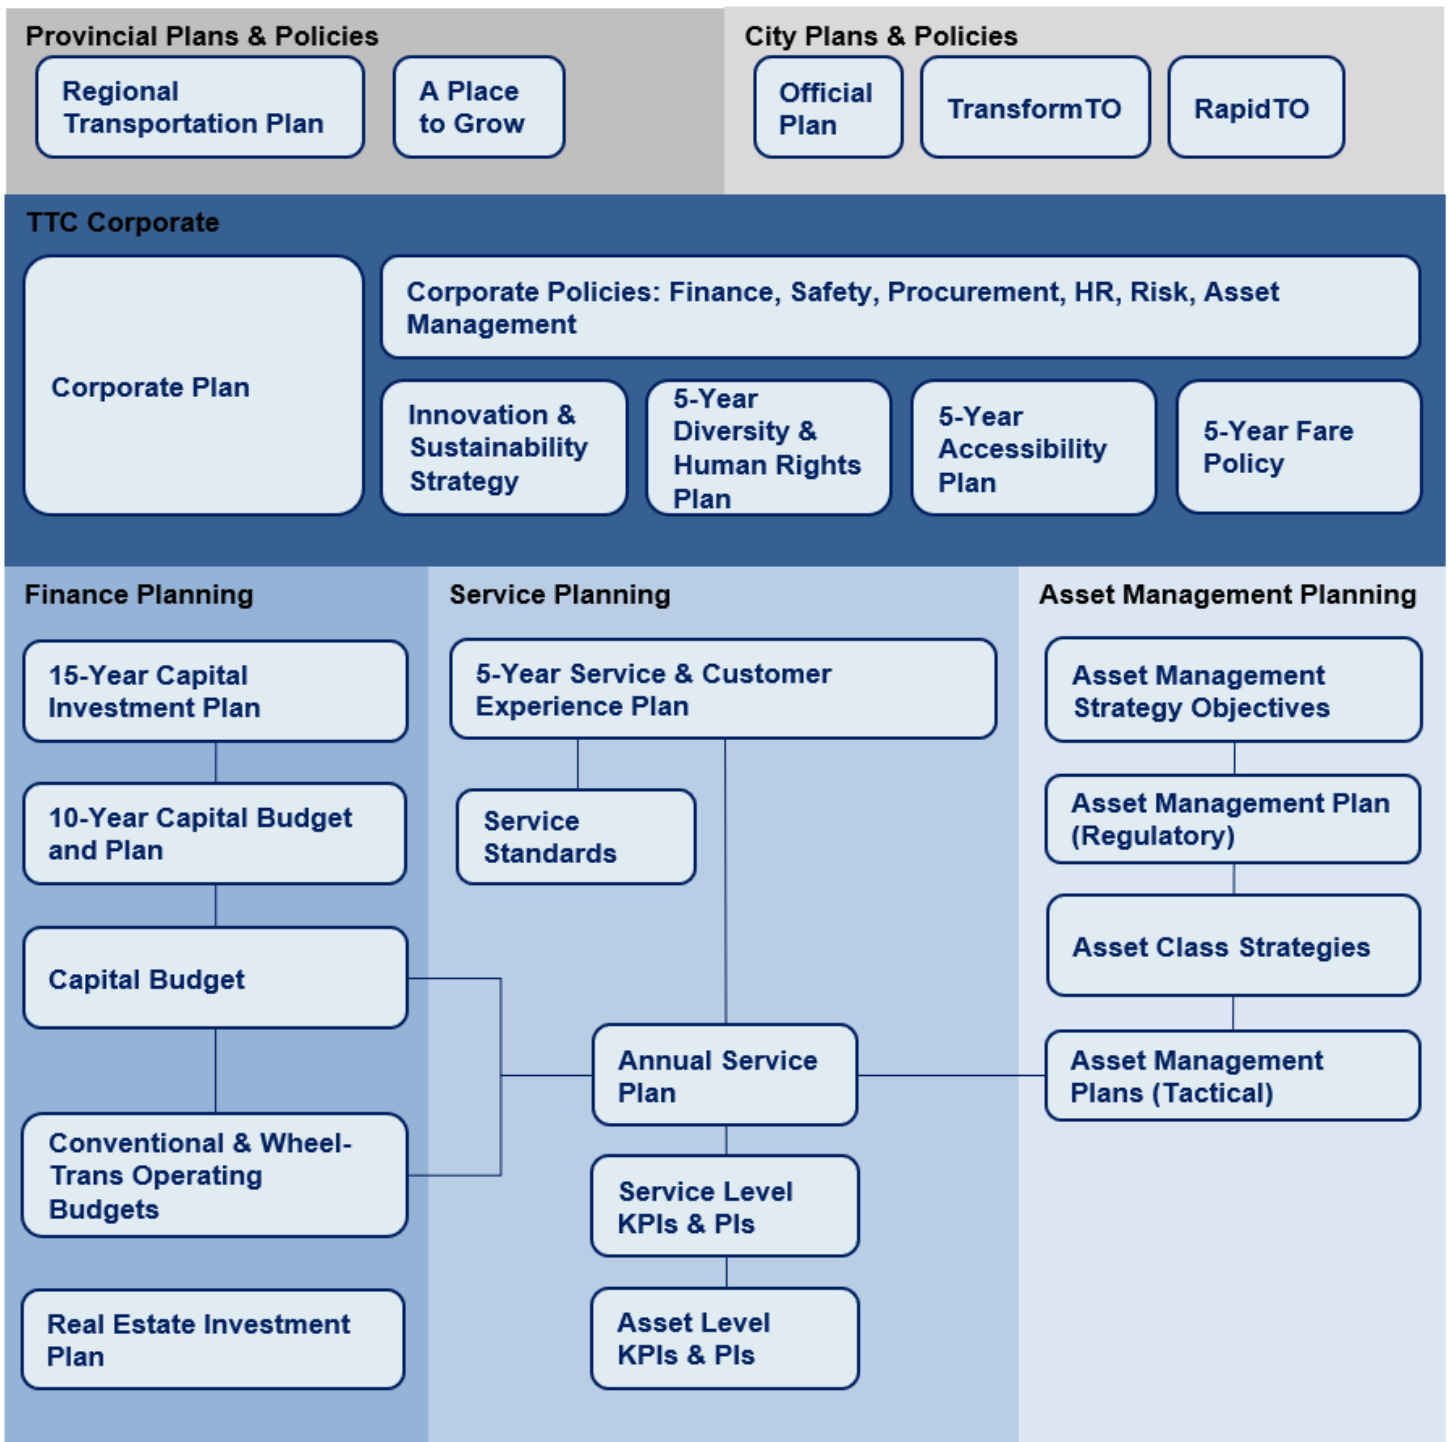 Provincial Plans & Policies
Regional
Transportation Plan
A Place
to Grow
City Plans & Policies
Official
Plan
TransformTO
RapidTO
TTC Corporate
Corporate Plan
Corporate Policies: Finance, Safety, Procurement, HR, Risk, Asset
Management
Innovation &
Sustainability
Strategy
5-Year
Diversity &
Human Rights
Plan
5-Year
Accessibility
Plan
5-Year Fare
Policy
Finance Planning
15-Year Capital
Investment Plan
10-Year Capital Budget
and Plan
Capital Budget
Conventional & Wheel-
Trans Operating
Budgets
Real Estate Investment
Plan
Service Planning
5-Year Service & Customer
Experience Plan
Service
Standards
Annual Service
Plan
Service Level
KPIs & PIs
Asset Level
KPIs & PIs
Asset Management Planning
Asset Management
Strategy Objectives
Asset Management Plan
(Regulatory)
Asset Class Strategies
Asset Management
Plans (Tactical)